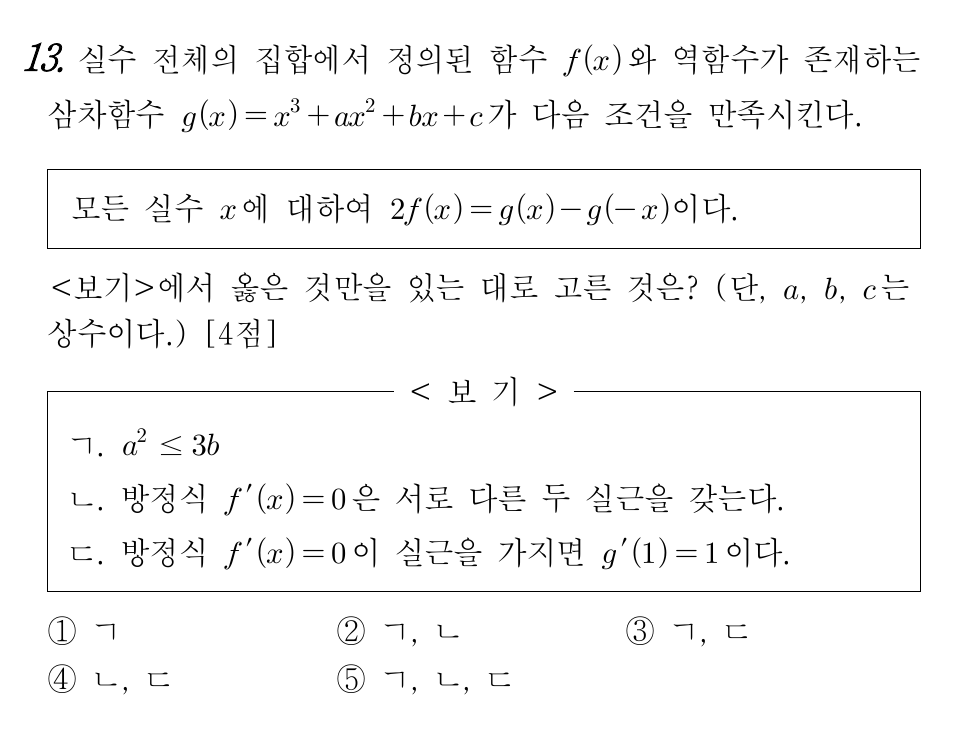 13. 실수 전체의 집합에서 정의된 함수 f(x)와 역함수가 존재하는
삼차함수 g(x)=x³+ax²+bx+c가 다음 조건을 만족시킨다.
모든 실수 x에 대하여 2f(x)=g(x)−g(−x)이다.
<보기>에서 옳은 것만을 있는 대로 고른 것은? (단, a, b, c는
상수이다.) [4점]
< 보 기 >
ㄱ. a² ≤ 3b
ㄴ. 방정식 f′(x)=0은 서로 다른 두 실근을 갖는다.
ㄷ. 방정식 f′(x)=0이 실근을 가지면 g′(1)=1이다.
① ㄱ ② ㄱ, ㄴ ③ ㄱ, ㄷ
④ ㄴ, ㄷ ⑤ ㄱ, ㄴ, ㄷ